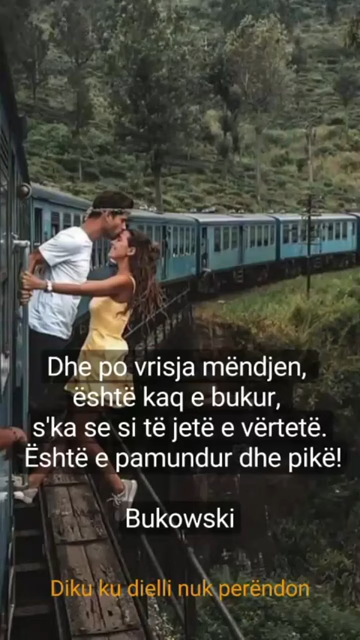 Dhe po vrisja mëndjen,
është kaq e bukur,
s'ka se si të jetë e vërtetë.
Është e pamundur dhe pikë!
Bukowski
Diku ku dielli nuk perëndon